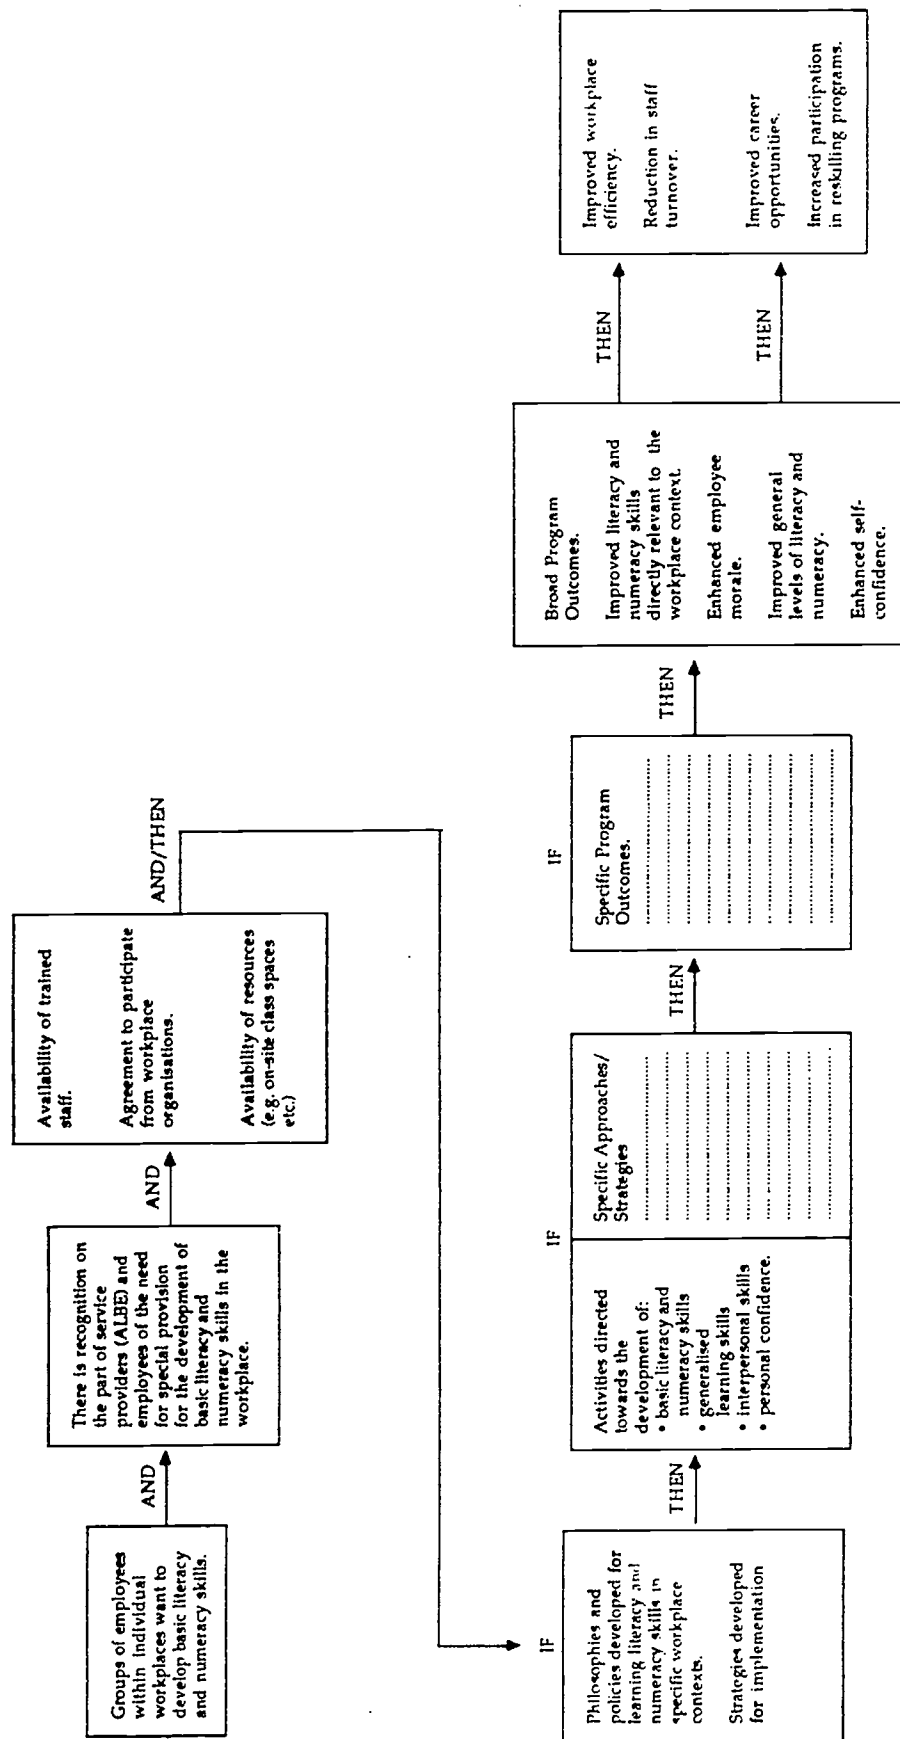 Groups of employees
within individual
workplaces want to
develop basic literacy
and numeracy skills.
AND
There is recognition on
the part of service
providers (ALBE) and
employees of the need
for special provision
for the development of
basic literacy and
numeracy skills in the
workplace.
AND
Availability of trained
staff.
Agreement to participate
from workplace
organisations.
Availability of resources
(e.g. on-site class spaces
etc.)
AND/THEN
IF
Philosophies and
policies developed for
learning literacy and
numeracy skills in
specific workplace
contexts.
Strategies developed
for implementation
THEN
IF
Activities directed
towards the
development of:
• basic literacy and
numeracy skills
• generalised
learning skills
• interpersonal skills
• personal confidence.
Specific Approaches/
Strategies
THEN
IF
Specific Program
Outcomes.
THEN
Broad Program
Outcomes.
Improved literacy and
numeracy skills
directly relevant to the
workplace context.
Enhanced employee
morale.
Improved general
levels of literacy and
numeracy.
Enhanced self-
confidence.
THEN
THEN
Improved workplace
efficiency.
Reduction in staff
turnover.
Improved career
opportunities.
Increased participation
in reskilling programs.